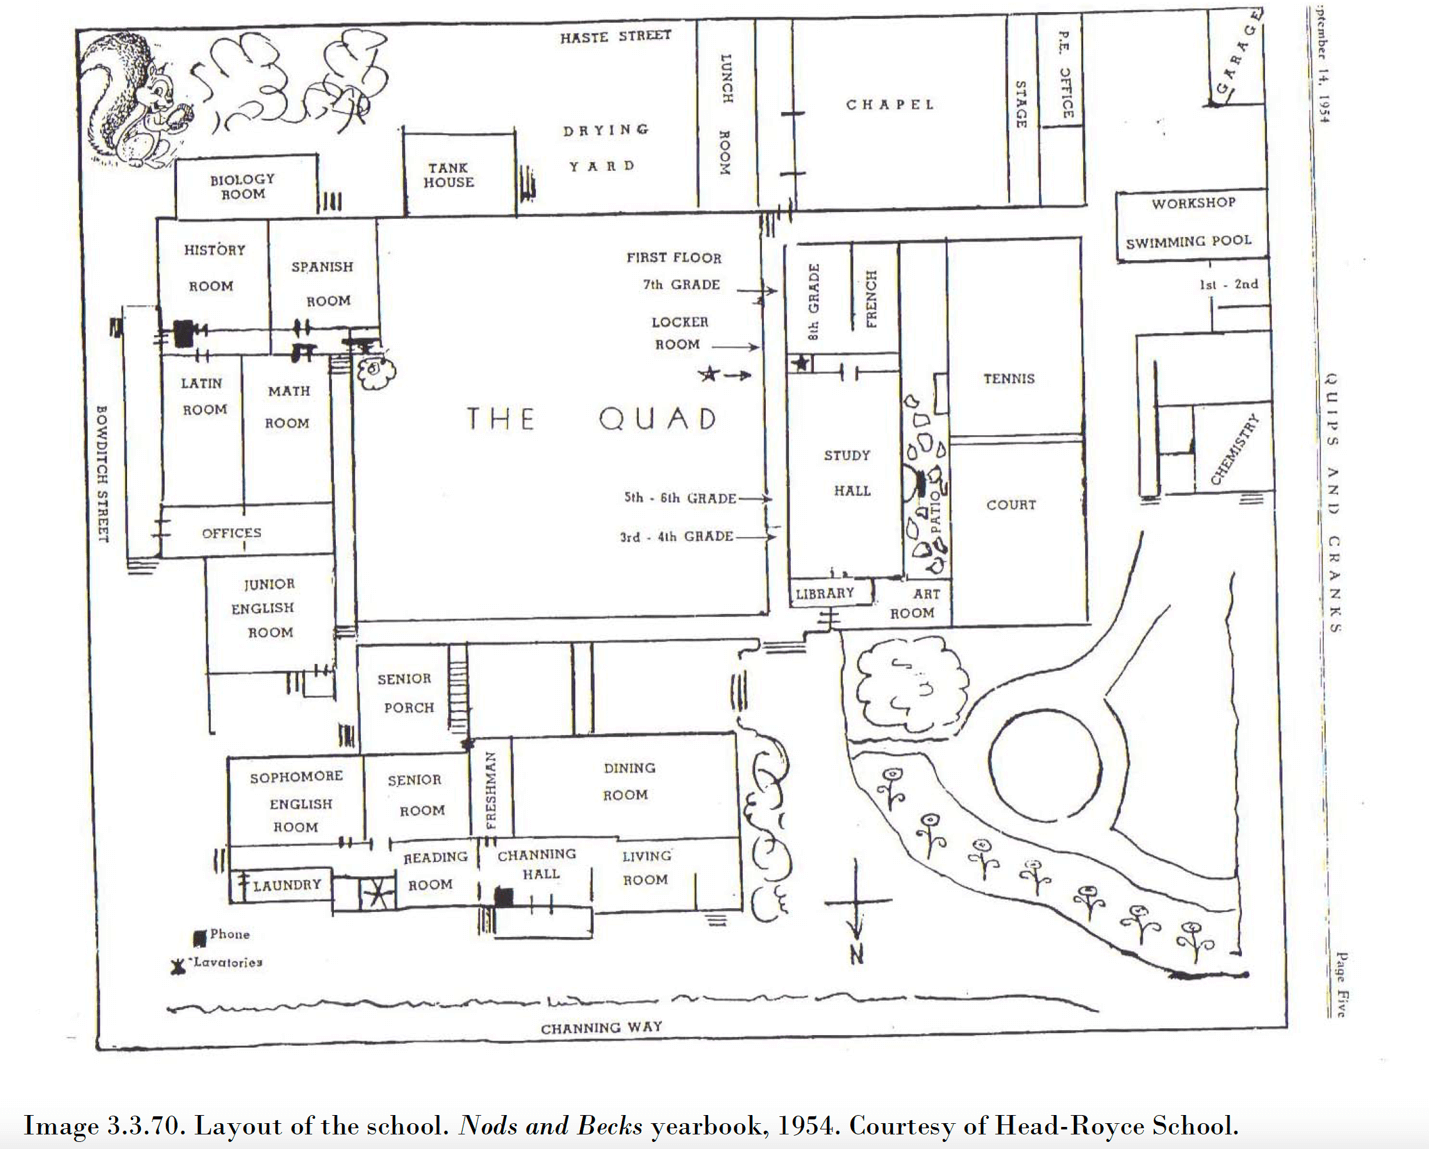 HASTE STREET
LUNCH ROOM
CHAPEL
STAGE
P.E. OFFICE
GARAGE
DRYING
YARD
TANK
HOUSE
BIOLOGY
ROOM
WORKSHOP
SWIMMING POOL
1st - 2nd
HISTORY
ROOM
SPANISH
ROOM
FIRST FLOOR
7th GRADE
LOCKER
ROOM
8th GRADE
FRENCH
LATIN
ROOM
MATH
ROOM
THE QUAD
TENNIS
COURT
STUDY
HALL
PATIO
CHEMISTRY
BOWDITCH STREET
5th - 6th GRADE
3rd - 4th GRADE
OFFICES
JUNIOR
ENGLISH
ROOM
LIBRARY
ART
ROOM
SENIOR
PORCH
SOPHOMORE
ENGLISH
ROOM
SENIOR
ROOM
FRESHMAN
DINING
ROOM
LAUNDRY
READING
ROOM
CHANNING
HALL
LIVING
ROOM
N
Phone
Lavatories
CHANNING WAY
14, 1954
QUIPS AND CRANKS
Page Five
Image 3.3.70. Layout of the school. Nods and Becks yearbook, 1954. Courtesy of Head-Royce School.